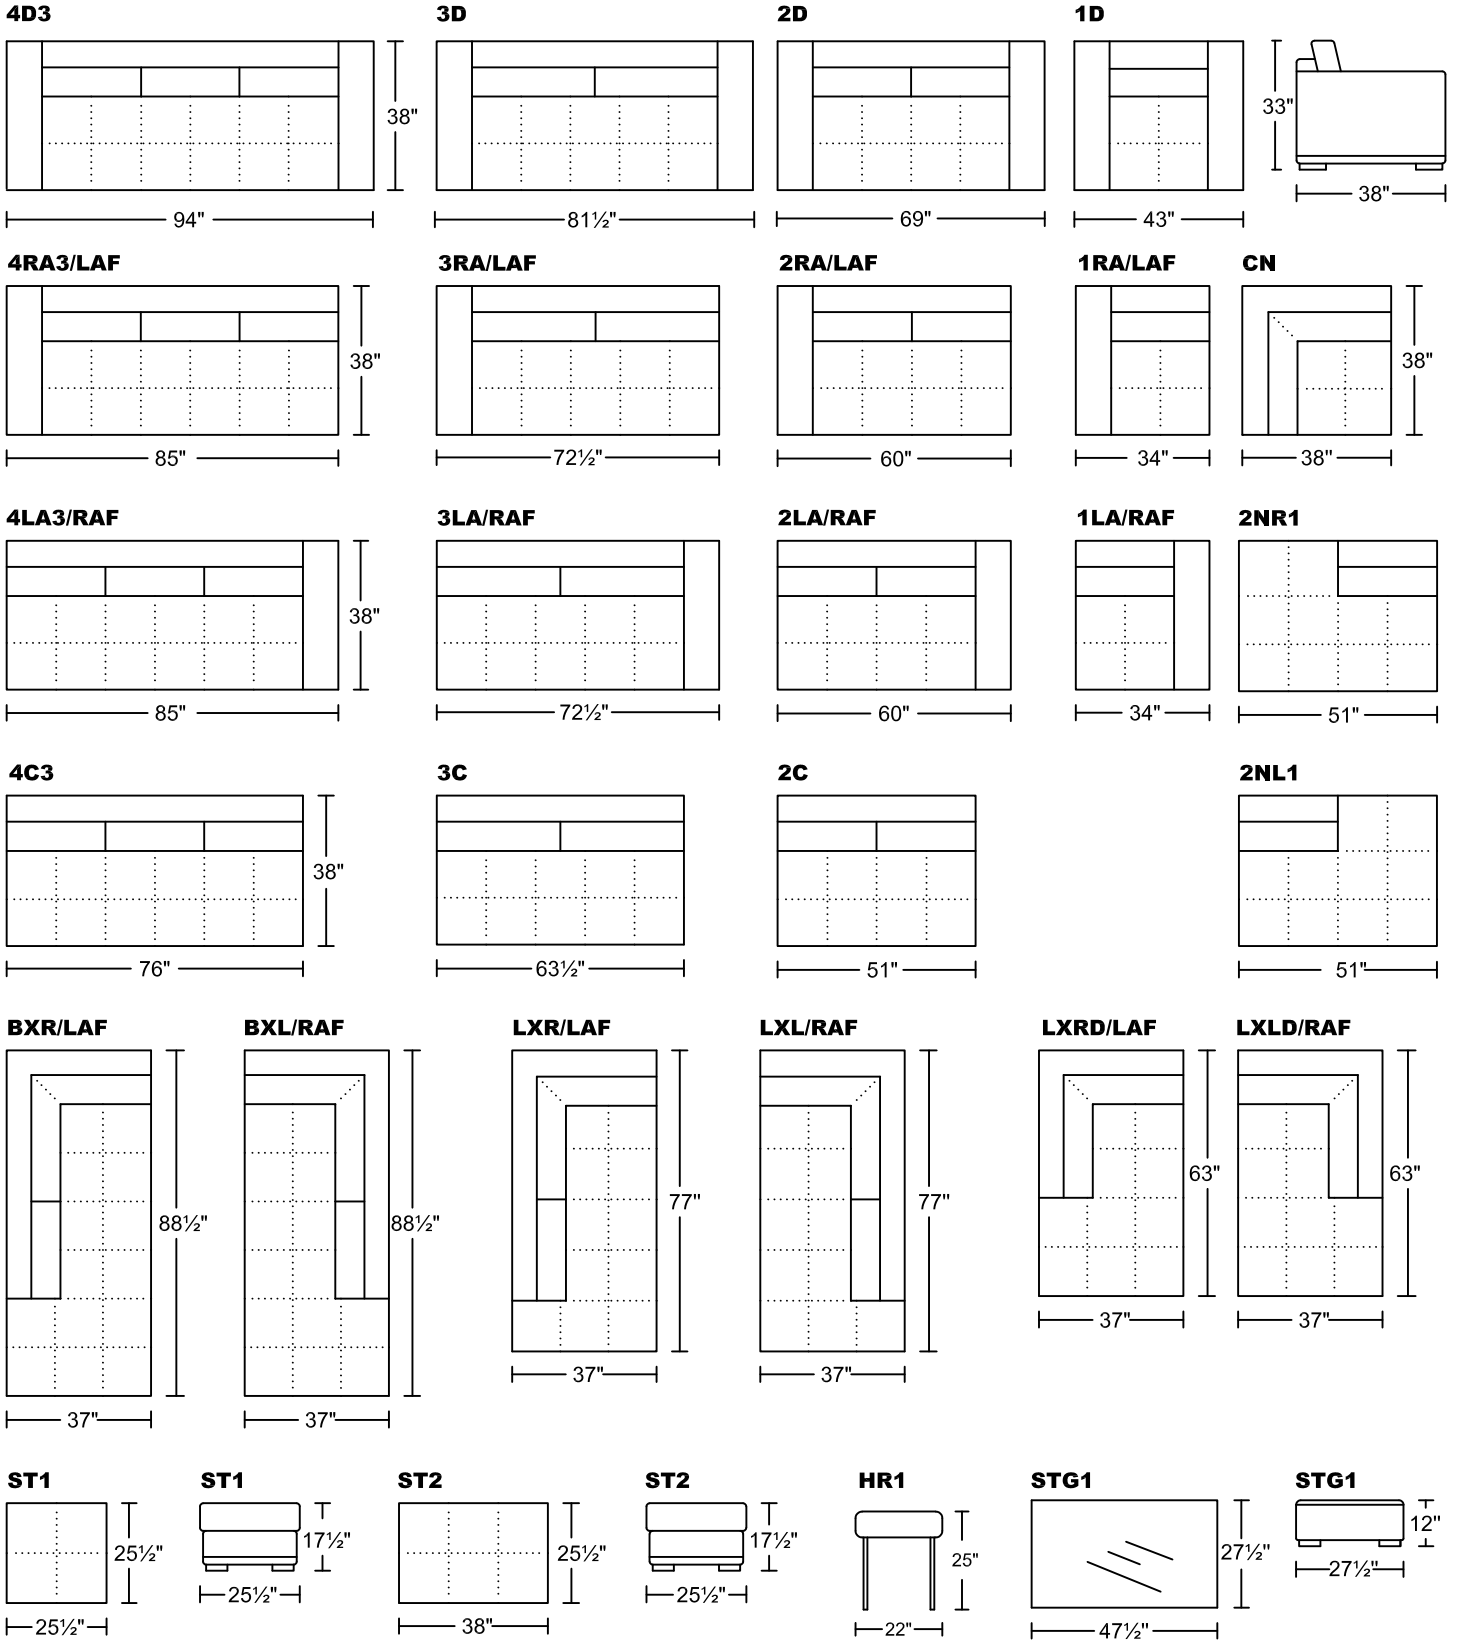 4D3 3D 2D 1D
38" 33"
94" 81½" 69" 43" 38"
4RA3/LAF 3RA/LAF 2RA/LAF 1RA/LAF CN
38" 38"
85" 72½" 60" 34" 38"
4LA3/RAF 3LA/RAF 2LA/RAF 1LA/RAF 2NR1
38"
85" 72½" 60" 34" 51"
4C3 3C 2C 2NL1
38"
76" 63½" 51" 51"
BXR/LAF BXL/RAF LXR/LAF LXL/RAF LXRD/LAF LXLD/RAF
88½" 88½" 77" 77" 63" 63"
37" 37" 37" 37" 37" 37"
ST1 ST1 ST2 ST2 HR1 STG1 STG1
25½" 17½" 25½" 17½" 25" 27½" 12"
25½" 25½" 38" 25½" 22" 47½" 27½"